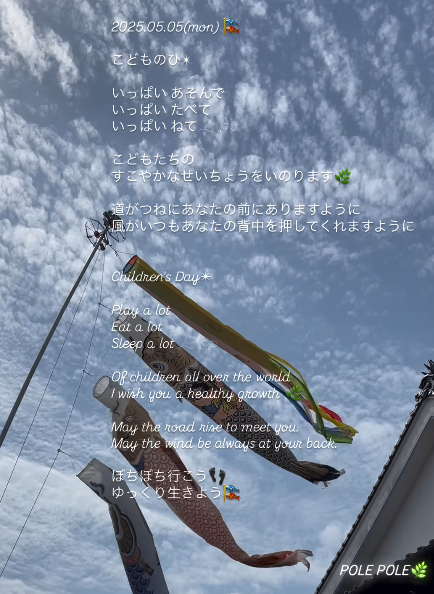 2025.05.05(mon)🎏
こどものひ✴︎
いっぱい あそんで
いっぱい たべて
いっぱい ねて💤
こどもたちの
すこやかなせいちょうをいのります🌿
道がつねにあなたの前にありますように
風がいつもあなたの背中を押してくれますように
Children's Day✴︎
Play a lot
Eat a lot
Sleep a lot
Of children all over the world
I wish you a healthy growth
May the road rise to meet you.
May the wind be always at your back.
ぼちぼち行こう👣
ゆっくり生きよう🎏
POLE POLE🌿